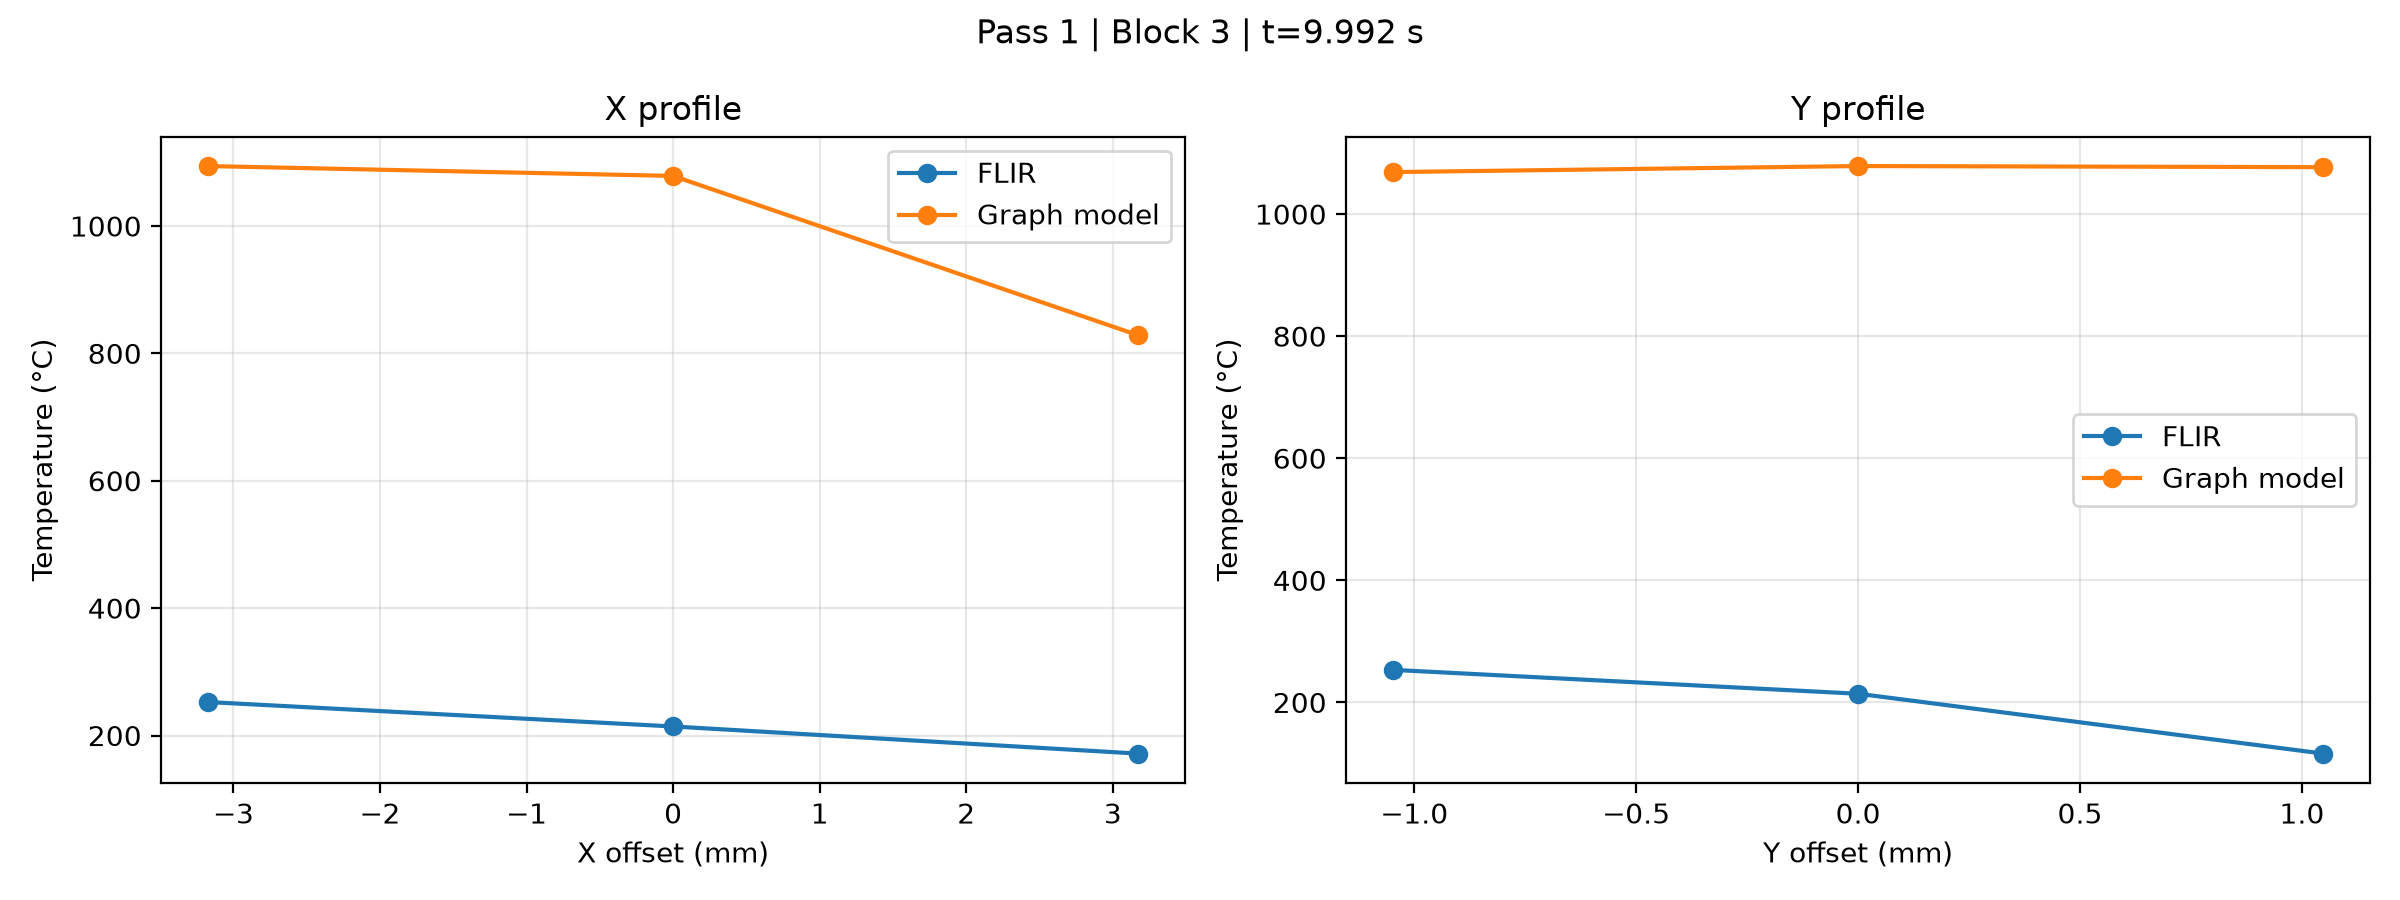 Pass 1 | Block 3 | t=9.992 s
X profile
Temperature (°C)
1000
800
600
400
200
−3 −2 −1 0 1 2 3
X offset (mm)
FLIR
Graph model
Y profile
Temperature (°C)
1000
800
600
400
200
−1.0 −0.5 0.0 0.5 1.0
Y offset (mm)
FLIR
Graph model